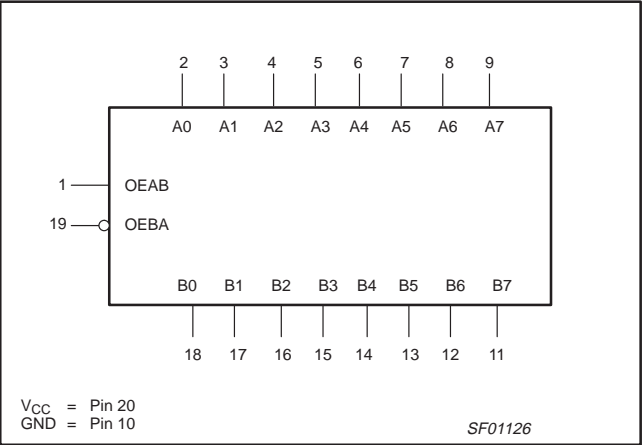 2 3 4 5 6 7 8 9
A0 A1 A2 A3 A4 A5 A6 A7
1 OEAB
19 OEBA
B0 B1 B2 B3 B4 B5 B6 B7
18 17 16 15 14 13 12 11
VCC = Pin 20
GND = Pin 10
SF01126